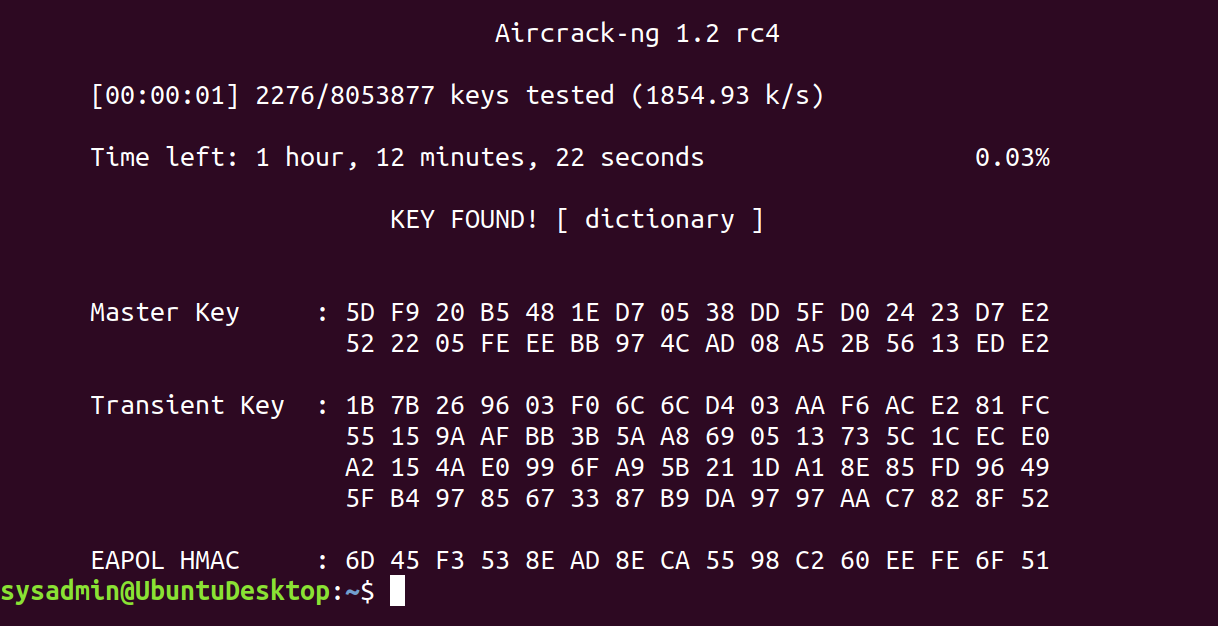 Aircrack-ng 1.2 rc4
[00:00:01] 2276/8053877 keys tested (1854.93 k/s)
Time left: 1 hour, 12 minutes, 22 seconds 0.03%
KEY FOUND! [ dictionary ]
Master Key : 5D F9 20 B5 48 1E D7 05 38 DD 5F D0 24 23 D7 E2
52 22 05 FE EE BB 97 4C AD 08 A5 2B 56 13 ED E2
Transient Key : 1B 7B 26 96 03 F0 6C 6C D4 03 AA F6 AC E2 81 FC
55 15 9A AF BB 3B 5A A8 69 05 13 73 5C 1C EC E0
A2 15 4A E0 99 6F A9 5B 21 1D A1 8E 85 FD 96 49
5F B4 97 85 67 33 87 B9 DA 97 97 AA C7 82 8F 52
EAPOL HMAC : 6D 45 F3 53 8E AD 8E CA 55 98 C2 60 EE FE 6F 51
sysadmin@UbuntuDesktop:~$